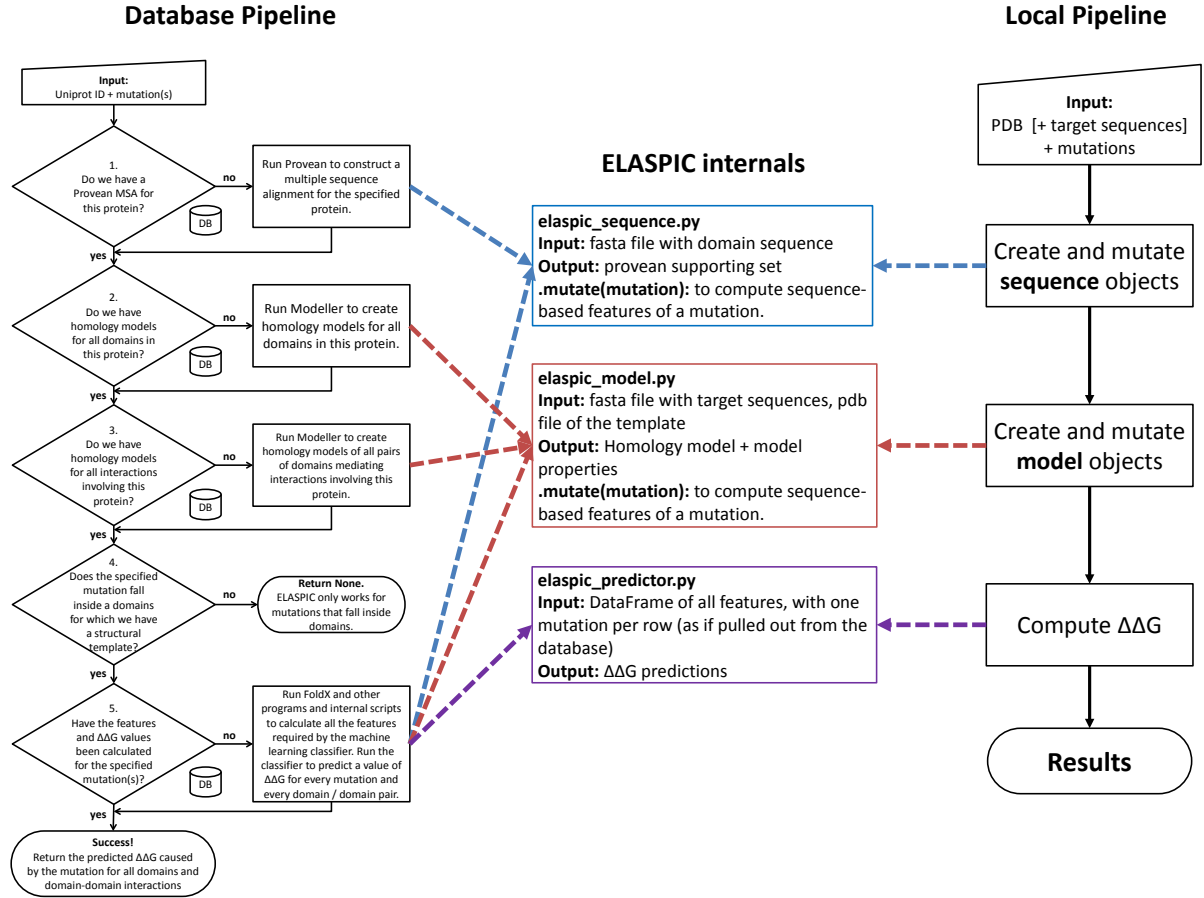 Database Pipeline
Input:
Uniprot ID + mutation(s)
1.
Do we have a
Provean MSA for
this protein?
no
DB
yes
Run Provean to construct a
multiple sequence
alignment for the specified
protein.
2.
Do we have
homology models
for all domains in
this protein?
no
DB
yes
Run Modeller to create
homology models for all
domains in this protein.
3.
Do we have
homology models
for all interactions
involving this
protein?
no
DB
yes
Run Modeller to create
homology models of all pairs
of domains mediating
interactions involving this
protein.
4.
Does the specified
mutation fall
inside a domains
for which we have
a structural
template?
no
yes
Return None.
ELASPIC only works for
mutations that fall inside
domains.
5.
Have the features
and ΔΔG values
been calculated
for the specified
mutation(s)?
no
DB
yes
Run FoldX and other
programs and internal scripts
to calculate all the features
required by the machine
learning classifier. Run the
classifier to predict a value of
ΔΔG for every mutation and
every domain / domain pair.
Success!
Return the predicted ΔΔG caused
by the mutation for all domains and
domain-domain interactions
ELASPIC internals
elaspic_sequence.py
Input: fasta file with domain sequence
Output: provean supporting set
.mutate(mutation): to compute sequence-
based features of a mutation.
elaspic_model.py
Input: fasta file with target sequences, pdb
file of the template
Output: Homology model + model
properties
.mutate(mutation): to compute sequence-
based features of a mutation.
elaspic_predictor.py
Input: DataFrame of all features, with one
mutation per row (as if pulled out from the
database)
Output: ΔΔG predictions
Local Pipeline
Input:
PDB [+ target sequences]
+ mutations
Create and mutate
sequence objects
Create and mutate
model objects
Compute ΔΔG
Results